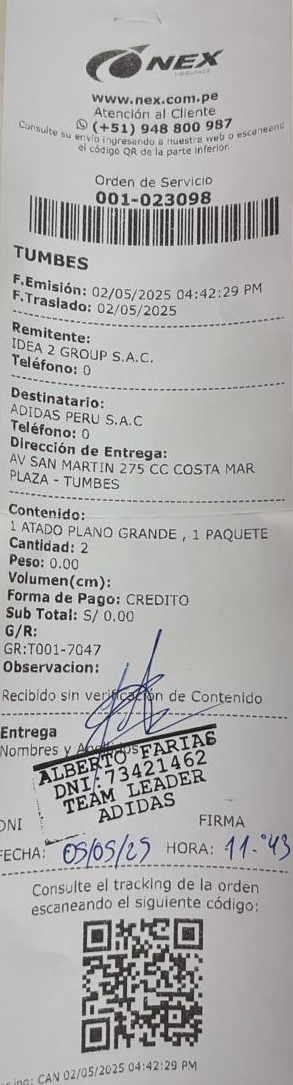 NEX
www.nex.com.pe
Atención al Cliente
(+51) 948 800 987
Consulte su envío ingresando a nuestra web o escaneand
el código QR de la parte inferior.
Orden de Servicio
001-023098
TUMBES
F.Emisión: 02/05/2025 04:42:29 PM
F.Traslado: 02/05/2025
Remitente:
IDEA 2 GROUP S.A.C.
Teléfono: 0
Destinatario:
ADIDAS PERU S.A.C
Teléfono: 0
Dirección de Entrega:
AV SAN MARTIN 275 CC COSTA MAR
PLAZA - TUMBES
Contenido:
1 ATADO PLANO GRANDE , 1 PAQUETE
Cantidad: 2
Peso: 0.00
Volumen(cm):
Forma de Pago: CREDITO
Sub Total: S/ 0.00
G/R:
GR:T001-7047
Observacion:
Recibido sin verificación de Contenido
Entrega
Nombres y
ALBERTO FARIAS
DNI: 73421462
TEAM LEADER
ADIDAS
DNI FIRMA
FECHA: 05/05/25 HORA: 11:43
Consulte el tracking de la orden
escaneando el siguiente código:
CAN 02/05/2025 04:42:29 PM